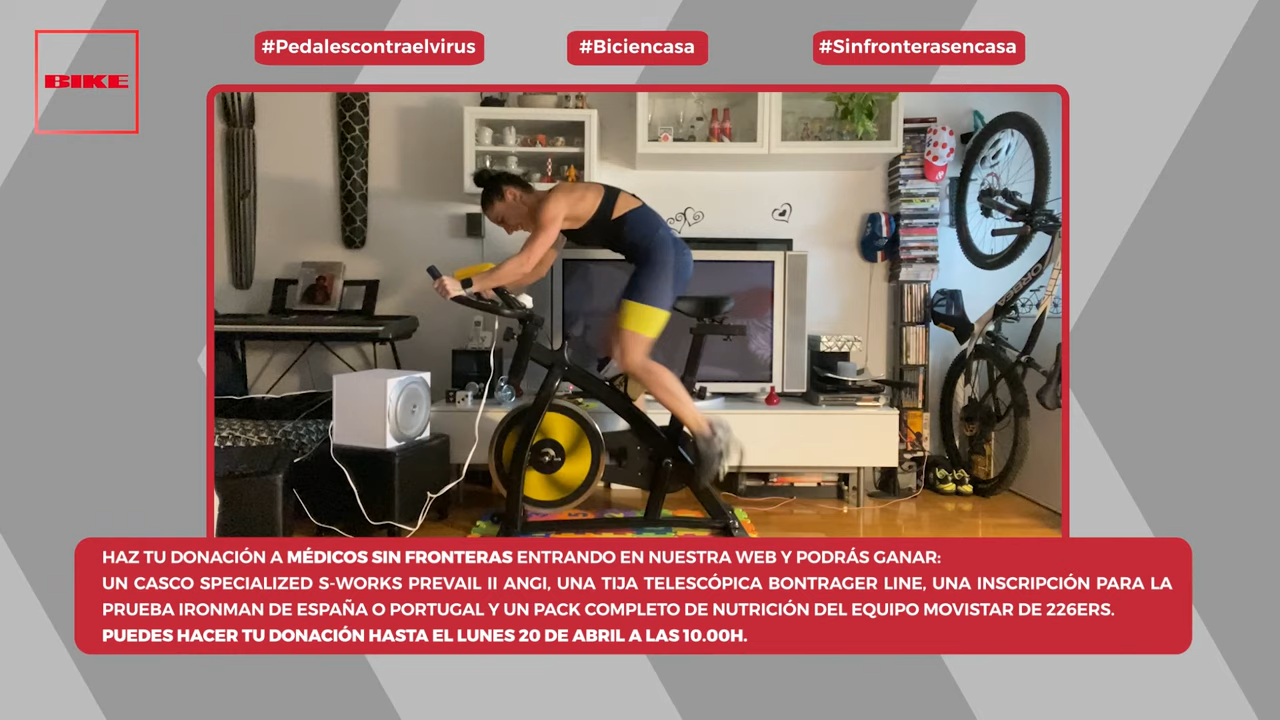 #Pedalescontraelvirus
#Biciencasa
#Sinfronterasencasa
BIKE
ORBEA
HAZ TU DONACIÓN A MÉDICOS SIN FRONTERAS ENTRANDO EN NUESTRA WEB Y PODRÁS GANAR:
UN CASCO SPECIALIZED S-WORKS PREVAIL II ANGI, UNA TIJA TELESCÓPICA BONTRAGER LINE, UNA INSCRIPCIÓN PARA LA
PRUEBA IRONMAN DE ESPAÑA O PORTUGAL Y UN PACK COMPLETO DE NUTRICIÓN DEL EQUIPO MOVISTAR DE 226ERS.
PUEDES HACER TU DONACIÓN HASTA EL LUNES 20 DE ABRIL A LAS 10.00H.